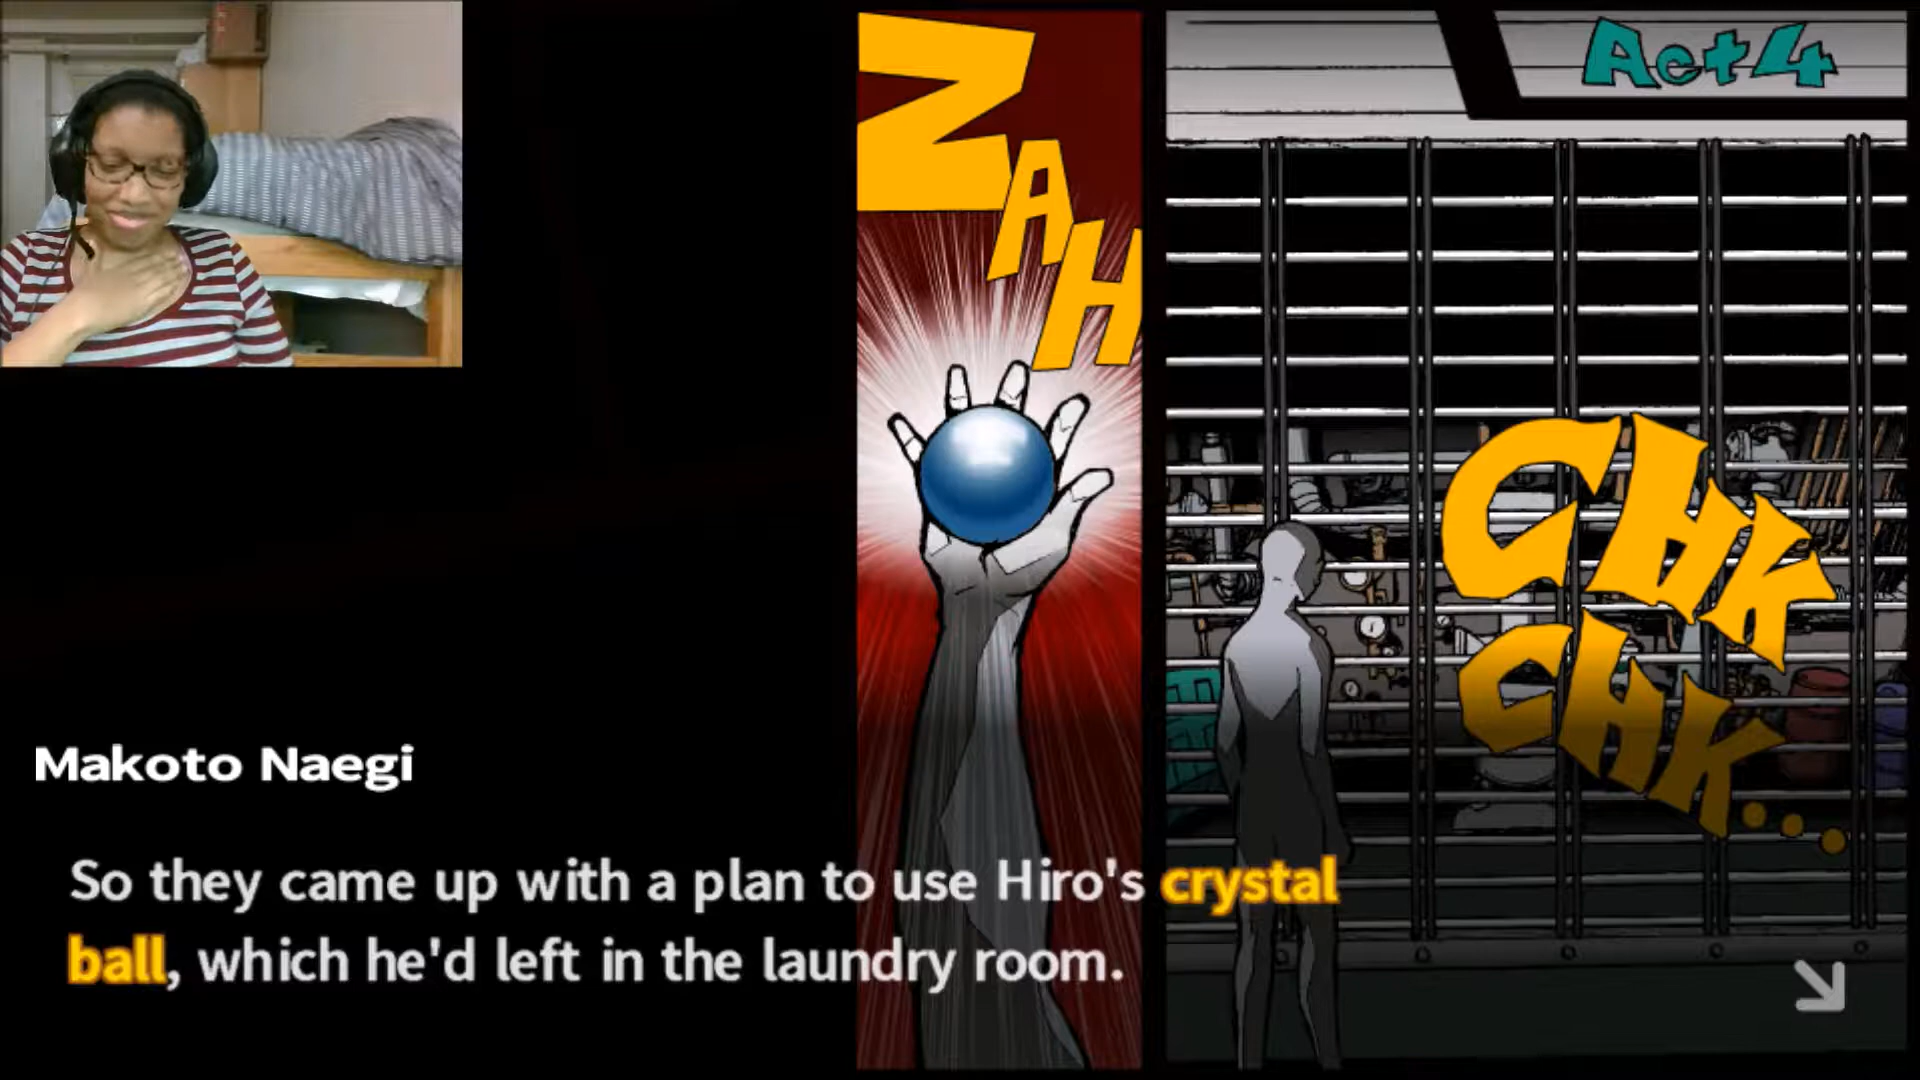 ZAH
Act4
CHK
CHK...
Makoto Naegi
So they came up with a plan to use Hiro's crystal
ball, which he'd left in the laundry room.